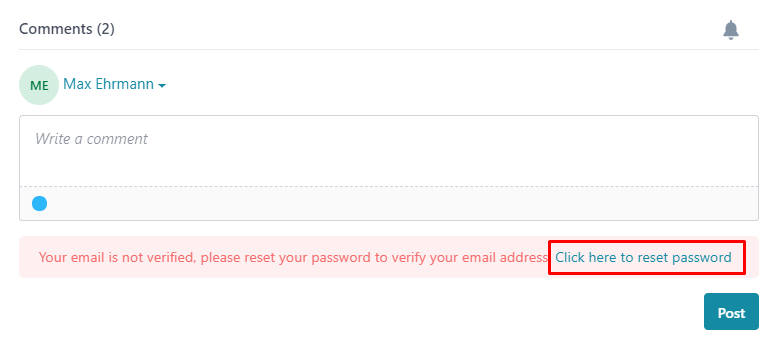 Comments (2)
ME
Max Ehrmann
Write a comment
Your email is not verified, please reset your password to verify your email address Click here to reset password
Post